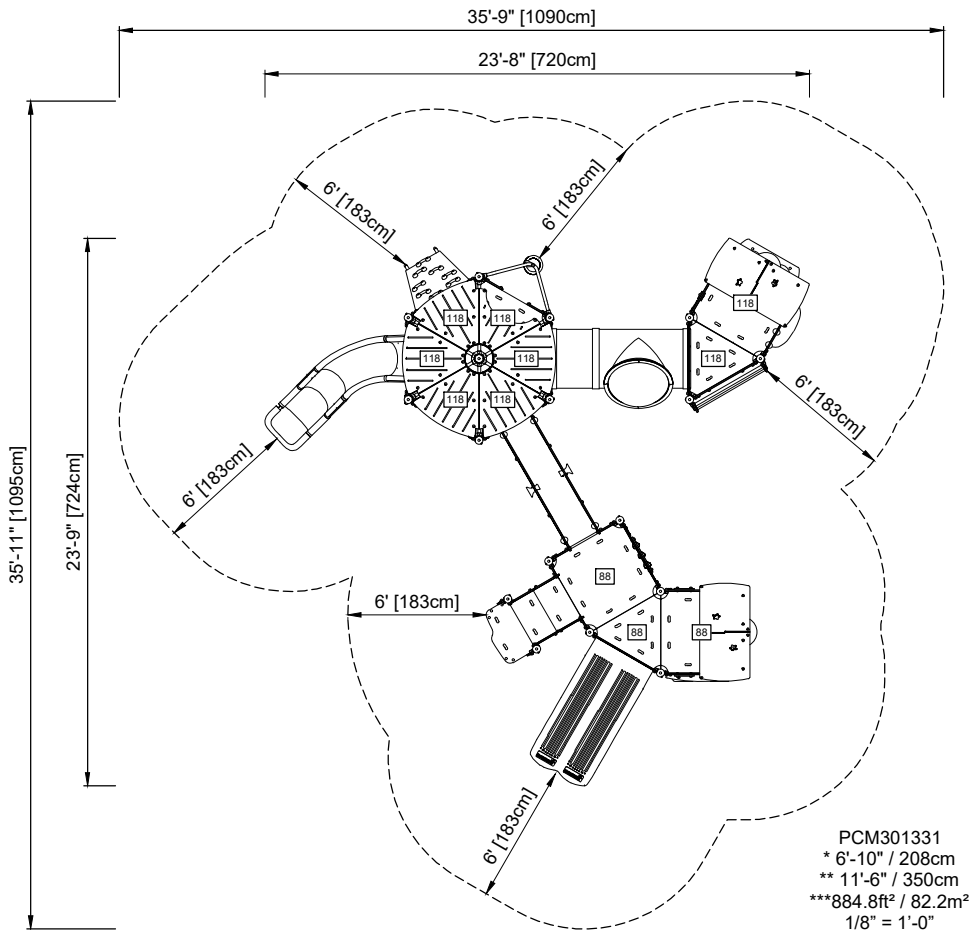 35'-9" [1090cm]
23'-8" [720cm]
6' [183cm]
6' [183cm]
118
118
118
118
118
118
118
118
6' [183cm]
6' [183cm]
35'-11" [1095cm]
23'-9" [724cm]
88
6' [183cm]
88
88
6' [183cm]
PCM301331
* 6'-10" / 208cm
** 11'-6" / 350cm
***884.8ft² / 82.2m²
1/8” = 1’-0”